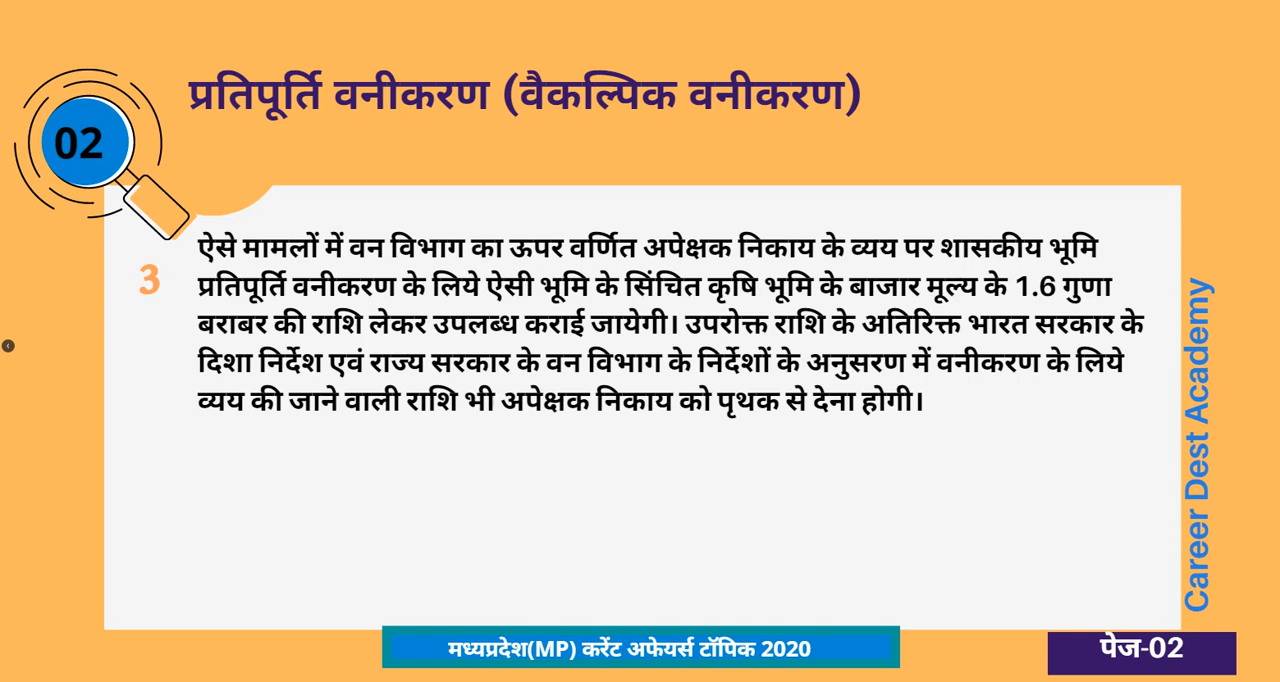 02
प्रतिपूर्ति वनीकरण (वैकल्पिक वनीकरण)
3
ऐसे मामलों में वन विभाग का ऊपर वर्णित अपेक्षक निकाय के व्यय पर शासकीय भूमि
प्रतिपूर्ति वनीकरण के लिये ऐसी भूमि के सिंचित कृषि भूमि के बाजार मूल्य के 1.6 गुणा
बराबर की राशि लेकर उपलब्ध कराई जायेगी। उपरोक्त राशि के अतिरिक्त भारत सरकार के
दिशा निर्देश एवं राज्य सरकार के वन विभाग के निर्देशों के अनुसरण में वनीकरण के लिये
व्यय की जाने वाली राशि भी अपेक्षक निकाय को पृथक से देना होगी।
Career Dest Academy
मध्यप्रदेश(MP) करेंट अफेयर्स टॉपिक 2020
पेज-02